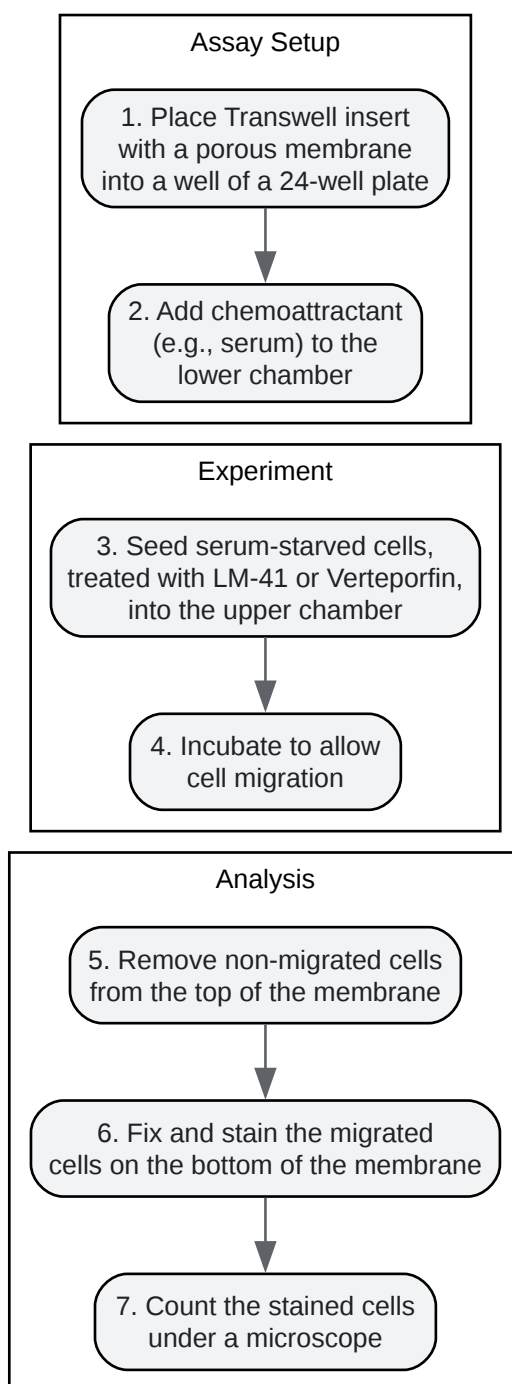 Assay Setup
1. Place Transwell insert
with a porous membrane
into a well of a 24-well plate
2. Add chemoattractant
(e.g., serum) to the
lower chamber
Experiment
3. Seed serum-starved cells,
treated with LM-41 or Verteporfin,
into the upper chamber
4. Incubate to allow
cell migration
Analysis
5. Remove non-migrated cells
from the top of the membrane
6. Fix and stain the migrated
cells on the bottom of the membrane
7. Count the stained cells
under a microscope